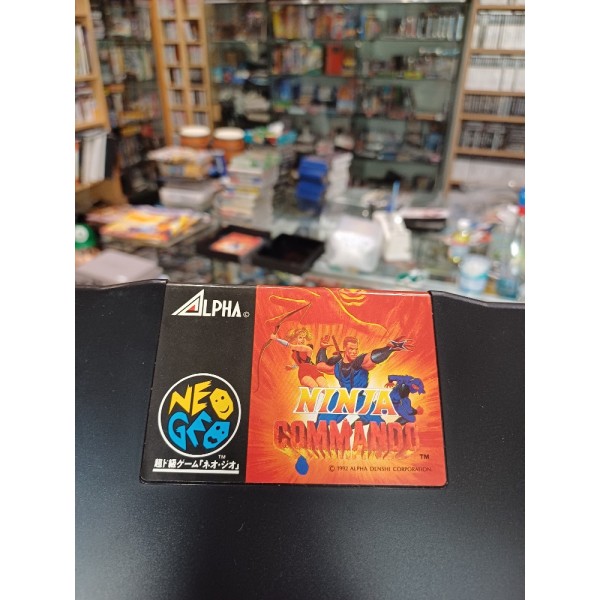 ALPHA©
NEO
GEO
™
超ド級ゲーム「ネオ・ジオ」
NINJA
COMMANDO
™
© 1992 ALPHA DENSHI CORPORATION